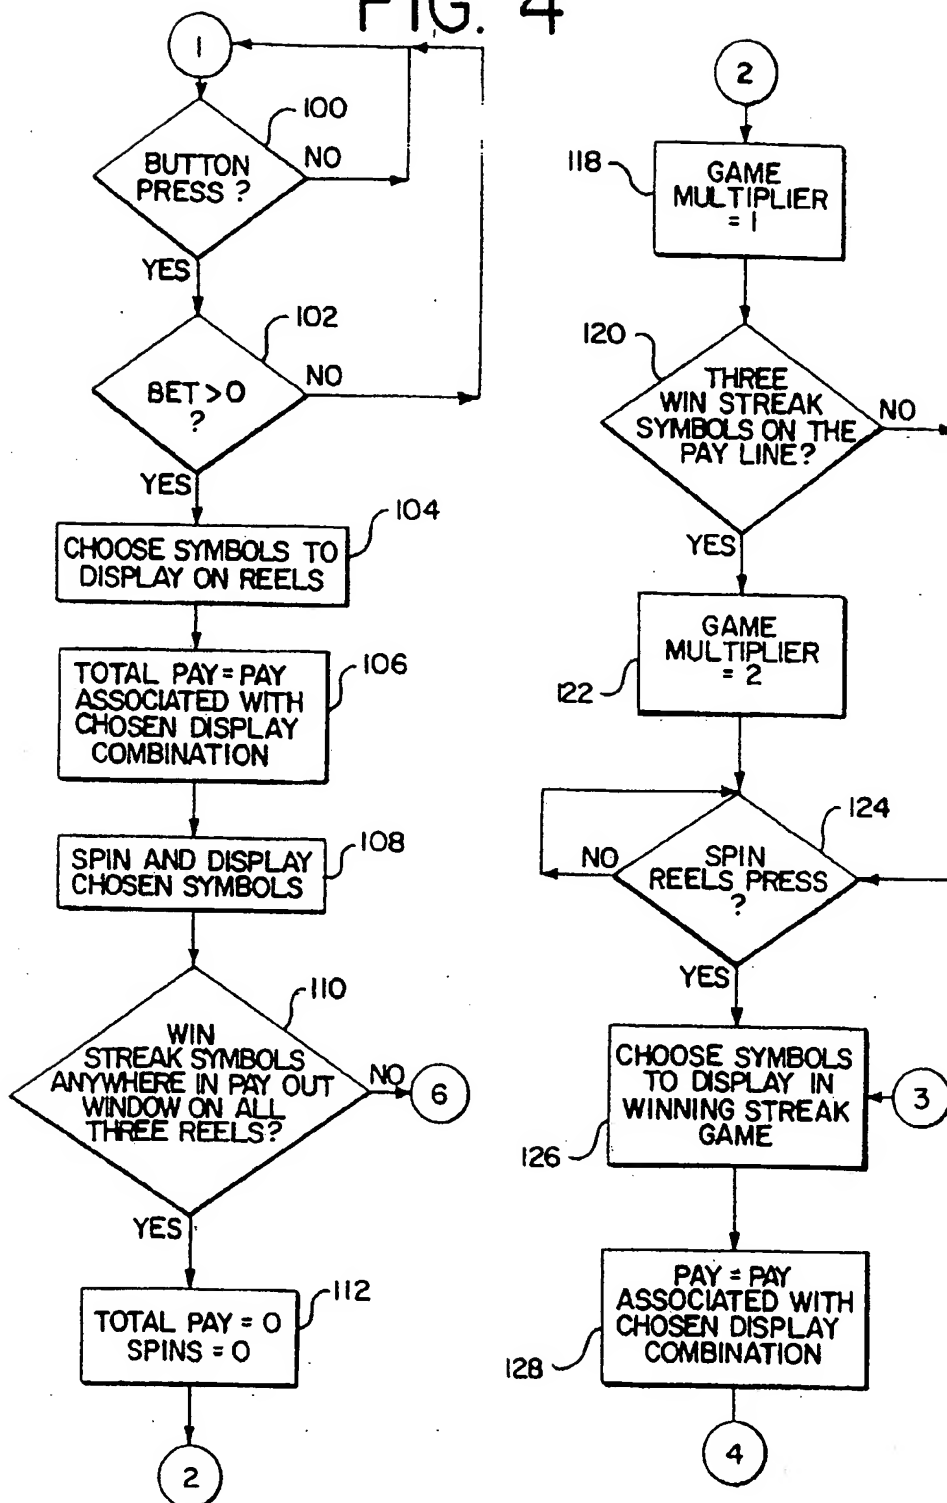 FIG. 4
1
100
BUTTON
PRESS ?
NO
YES
102
BET > 0
?
NO
YES
104
CHOOSE SYMBOLS TO
DISPLAY ON REELS
106
TOTAL PAY = PAY
ASSOCIATED WITH
CHOSEN DISPLAY
COMBINATION
108
SPIN AND DISPLAY
CHOSEN SYMBOLS
110
WIN
STREAK SYMBOLS
ANYWHERE IN PAY OUT
WINDOW ON ALL
THREE REELS?
NO
6
YES
112
TOTAL PAY = 0
SPINS = 0
2
2
118
GAME
MULTIPLIER
= 1
120
THREE
WIN STREAK
SYMBOLS ON THE
PAY LINE?
NO
YES
GAME
MULTIPLIER
= 2
122
124
NO
SPIN
REELS PRESS
?
YES
CHOOSE SYMBOLS
TO DISPLAY IN
WINNING STREAK
GAME
3
126
PAY = PAY
ASSOCIATED WITH
CHOSEN DISPLAY
COMBINATION
128
4